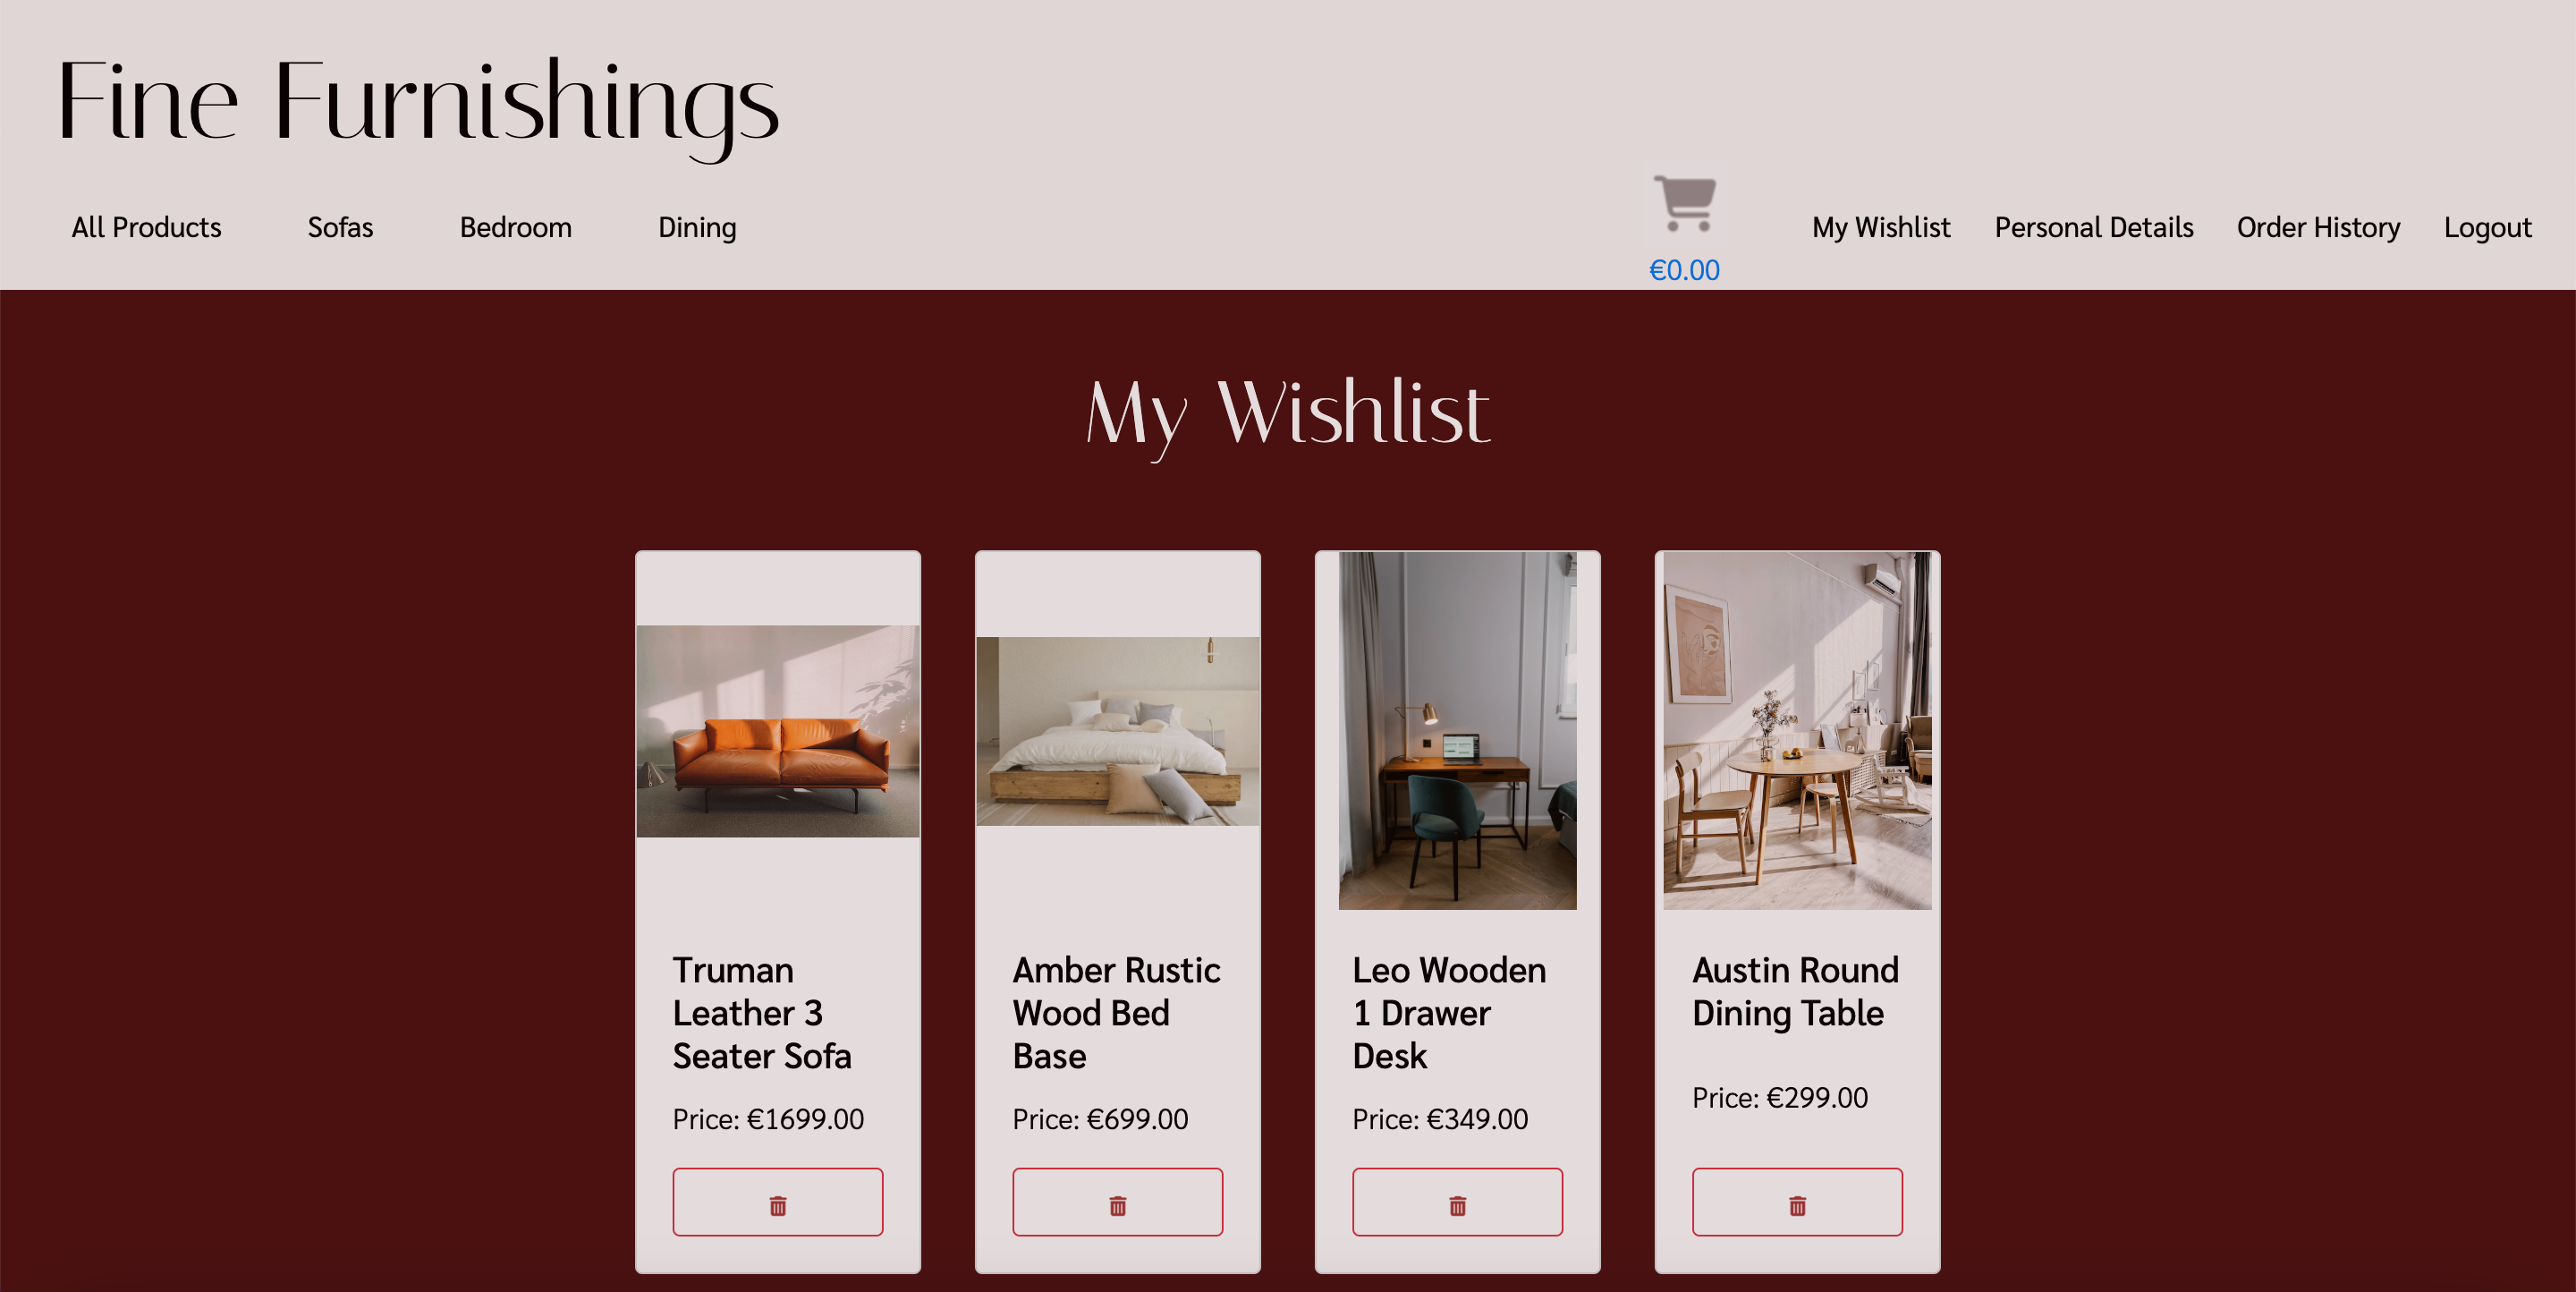 Fine Furnishings
All Products
Sofas
Bedroom
Dining
€0.00
My Wishlist
Personal Details
Order History
Logout
My Wishlist
Truman
Leather 3
Seater Sofa
Price: €1699.00
Amber Rustic
Wood Bed
Base
Price: €699.00
Leo Wooden
1 Drawer
Desk
Price: €349.00
Austin Round
Dining Table
Price: €299.00